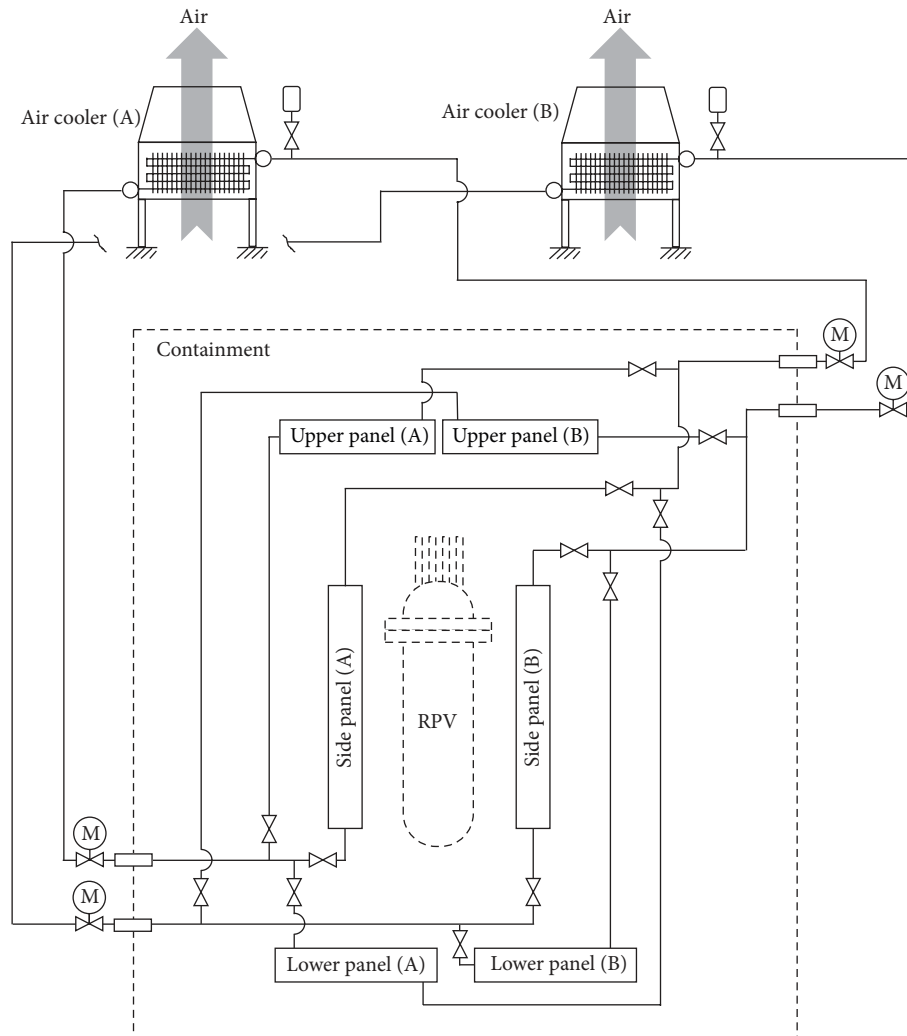 Air
Air
Air cooler (A)
Air cooler (B)
Containment
M
M
Upper panel (A)
Upper panel (B)
Side panel (A)
RPV
Side panel (B)
M
M
Lower panel (A)
Lower panel (B)